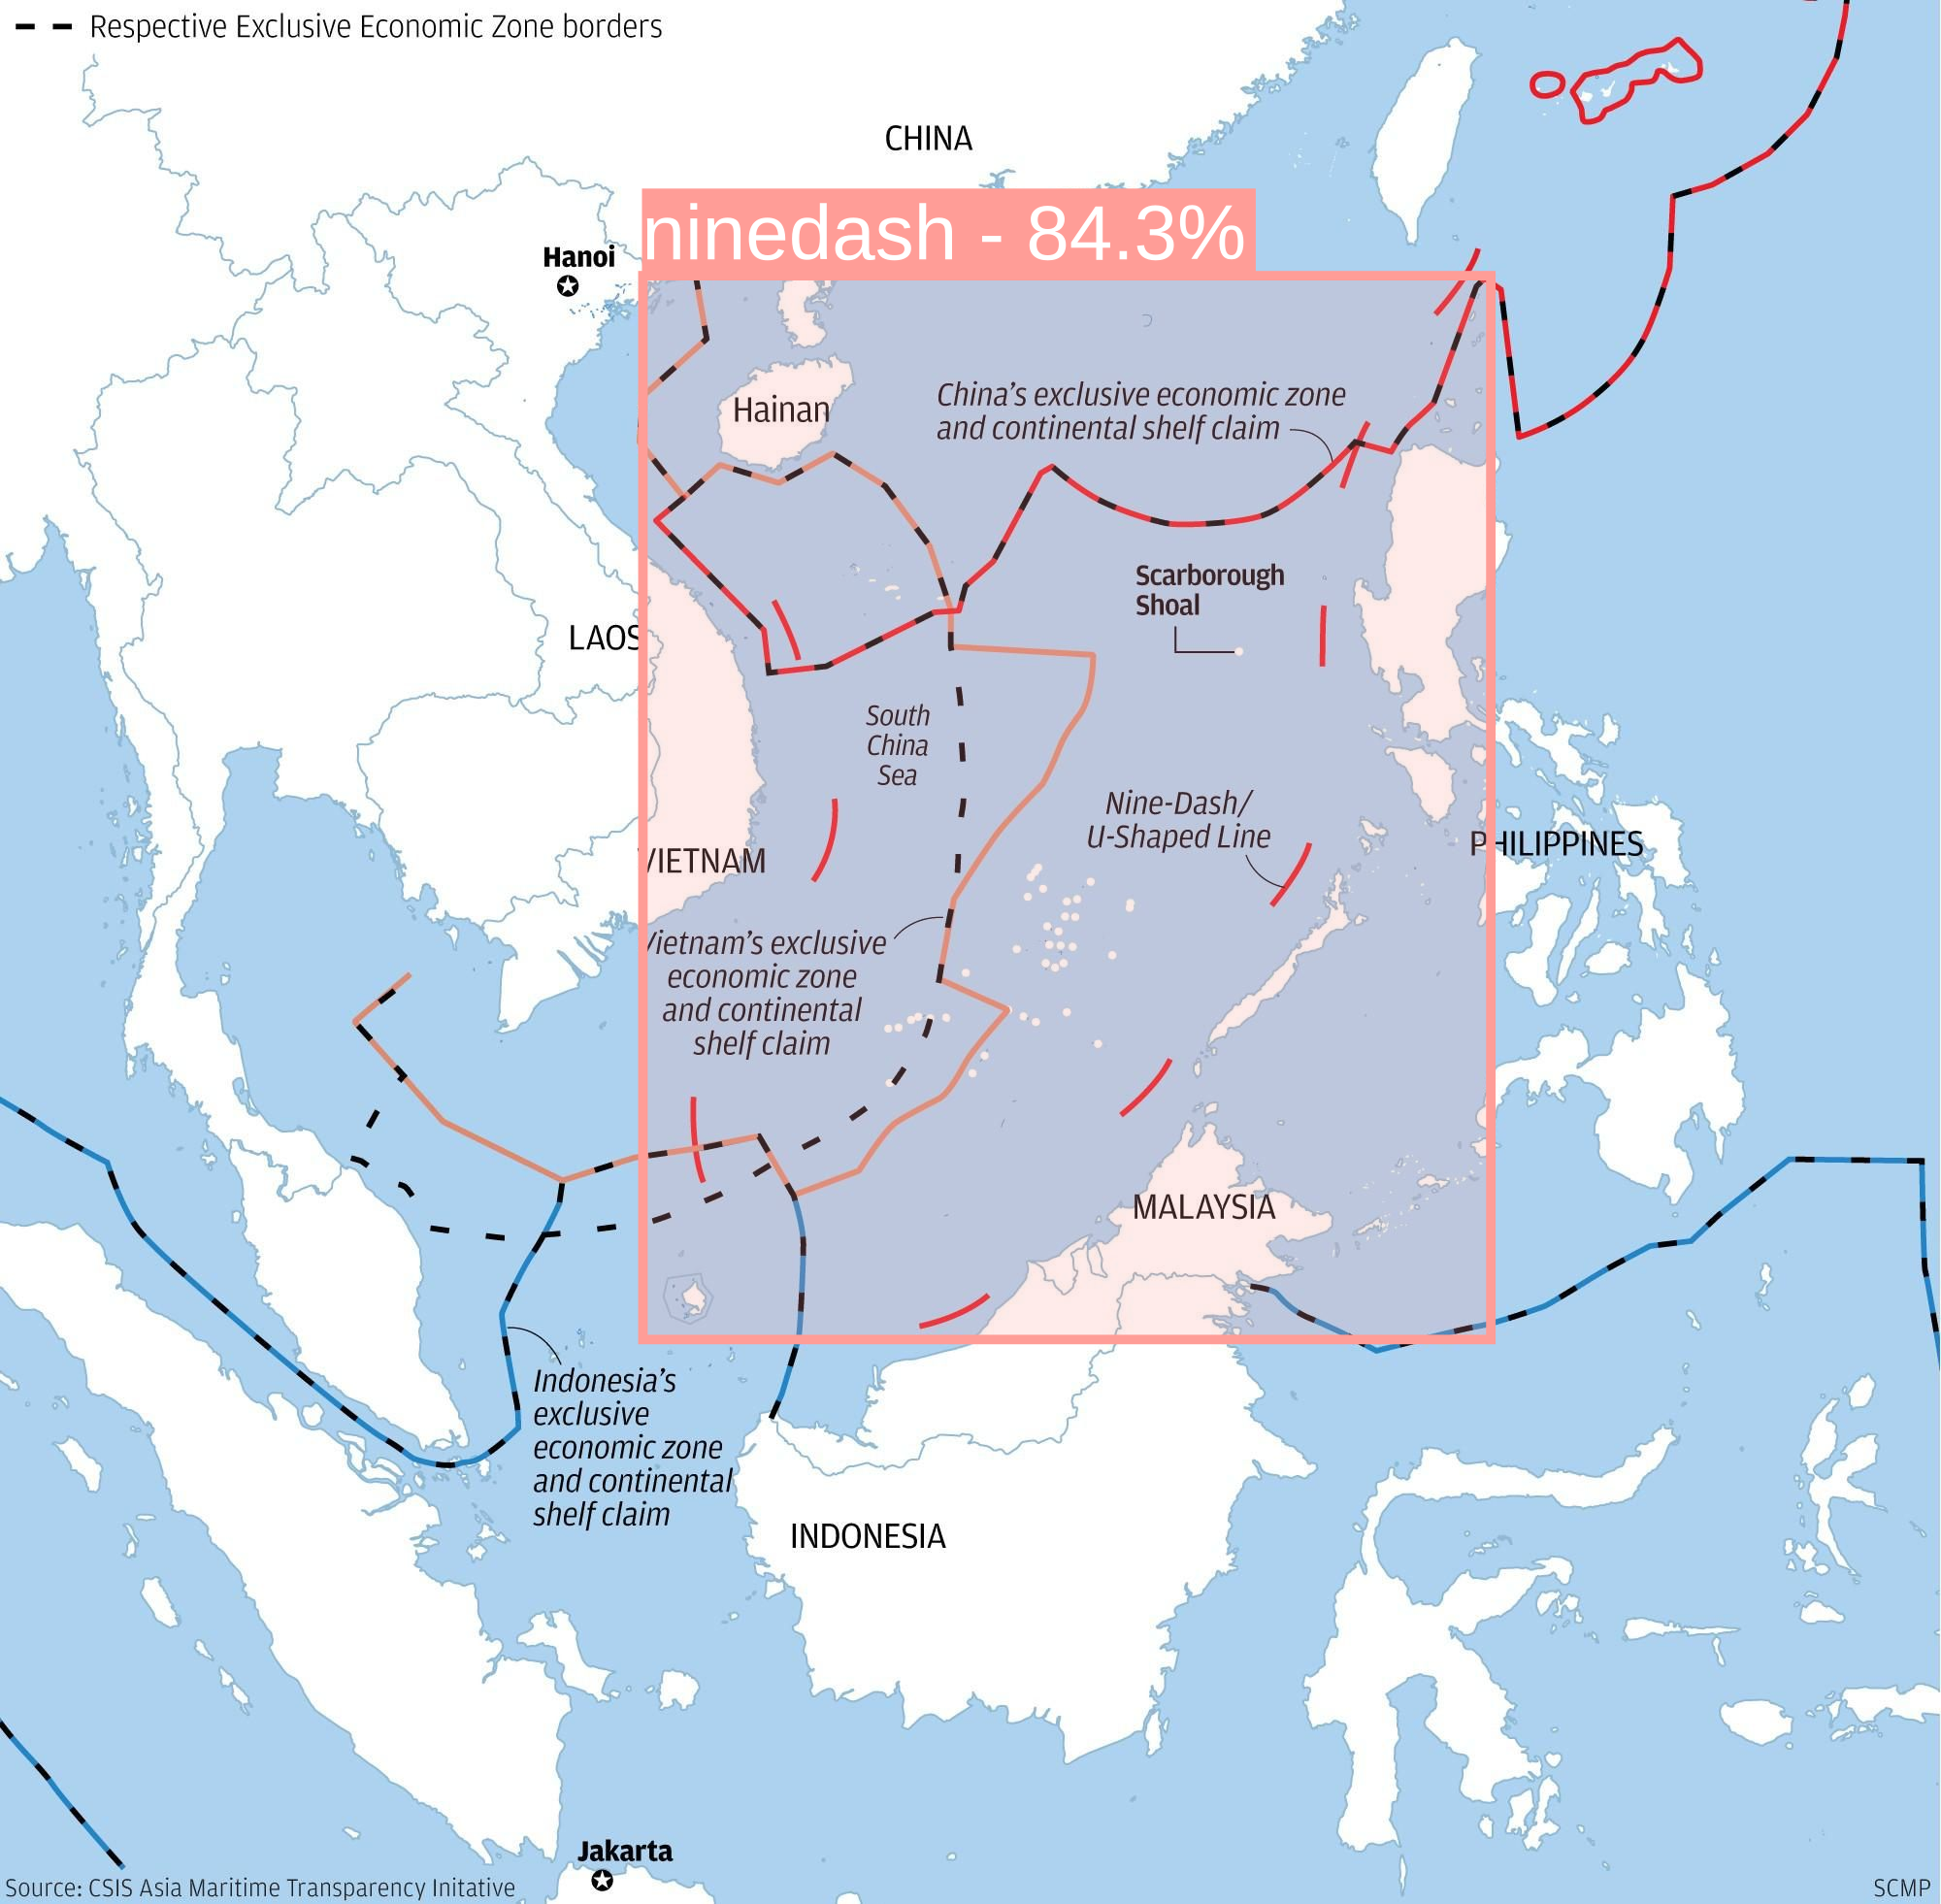 Respective Exclusive Economic Zone borders
CHINA
ninedash - 84.3%
Hanoi
Hainan
China's exclusive economic zone
and continental shelf claim
Scarborough
Shoal
LAOS
South
China
Sea
Nine-Dash/
U-Shaped Line
PHILIPPINES
VIETNAM
Vietnam's exclusive
economic zone
and continental
shelf claim
MALAYSIA
Indonesia's
exclusive
economic zone
and continental
shelf claim
INDONESIA
Jakarta
Source: CSIS Asia Maritime Transparency Initative
SCMP